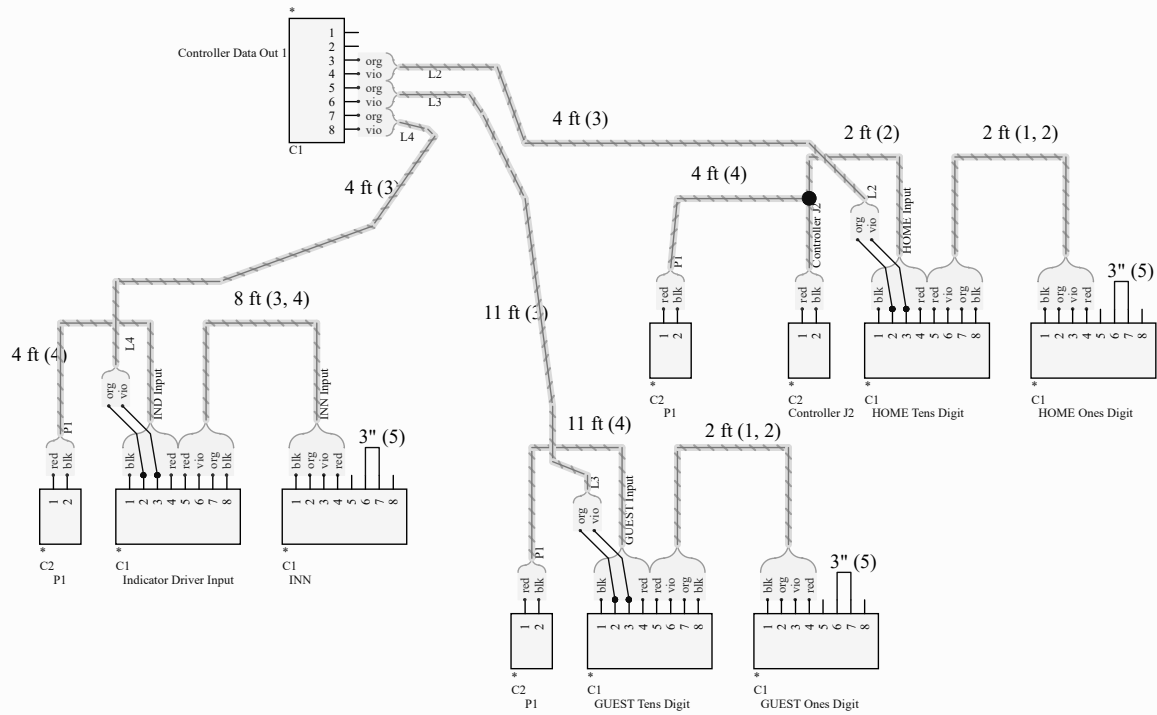 *
Controller Data Out 1
1
2
3 org
4 vio
5 org
6 vio
7 org
8 vio
C1
L2
L3
L4
4 ft (3)
2 ft (2)
2 ft (1, 2)
4 ft (4)
4 ft (3)
L2
org vio
HOME Input
Controller J2
P1
8 ft (3, 4)
11 ft (3)
3" (5)
red blk
red blk
blk red red vio org blk
blk org vio red
1 2
1 2
1 2 3 4 5 6 7 8
1 2 3 4 5 6 7 8
*
C2
P1
*
C2
Controller J2
*
C1
HOME Tens Digit
*
C1
HOME Ones Digit
4 ft (4)
L4
org vio
IND Input
INN Input
P1
3" (5)
red blk
blk red red vio org blk
blk org vio red
1 2
1 2 3 4 5 6 7 8
1 2 3 4 5 6 7 8
*
C2
P1
*
C1
Indicator Driver Input
*
C1
INN
11 ft (4)
2 ft (1, 2)
L3
org vio
GUEST Input
P1
3" (5)
red blk
blk red red vio org blk
blk org vio red
1 2
1 2 3 4 5 6 7 8
1 2 3 4 5 6 7 8
*
C2
P1
*
C1
GUEST Tens Digit
*
C1
GUEST Ones Digit